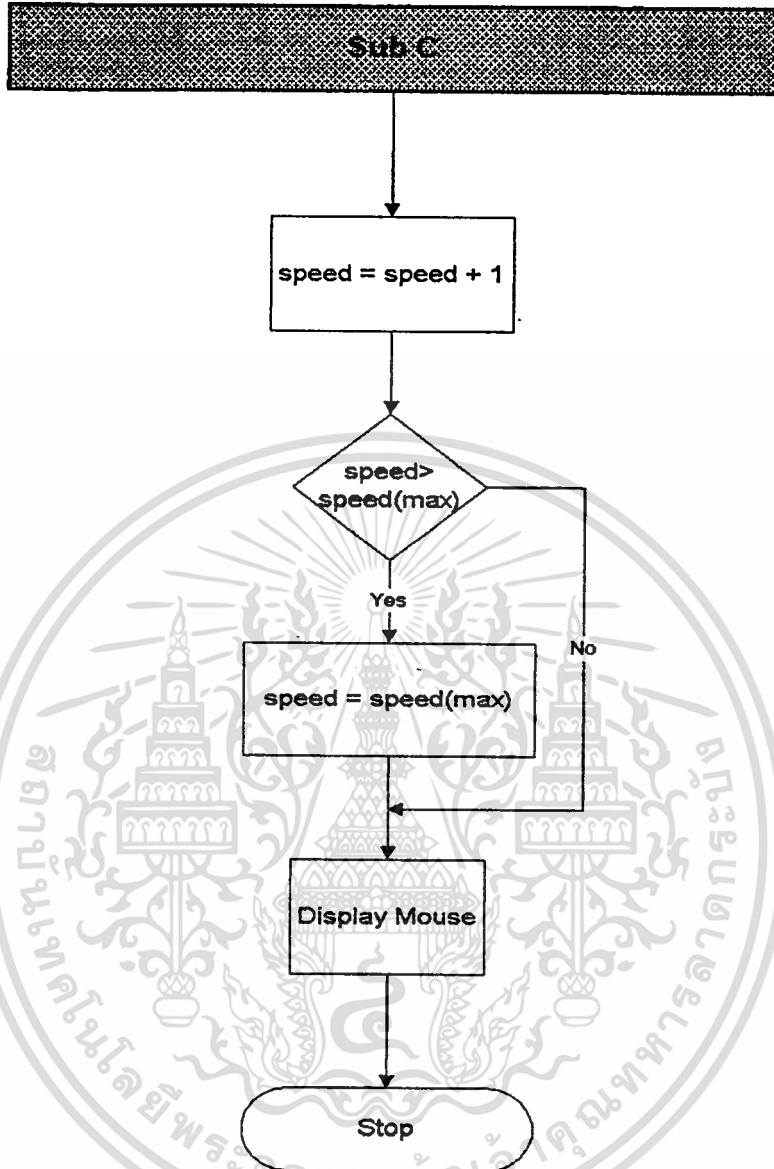 Sub C
speed = speed + 1
speed>
speed(max)
Yes
No
speed = speed(max)
Display Mouse
Stop